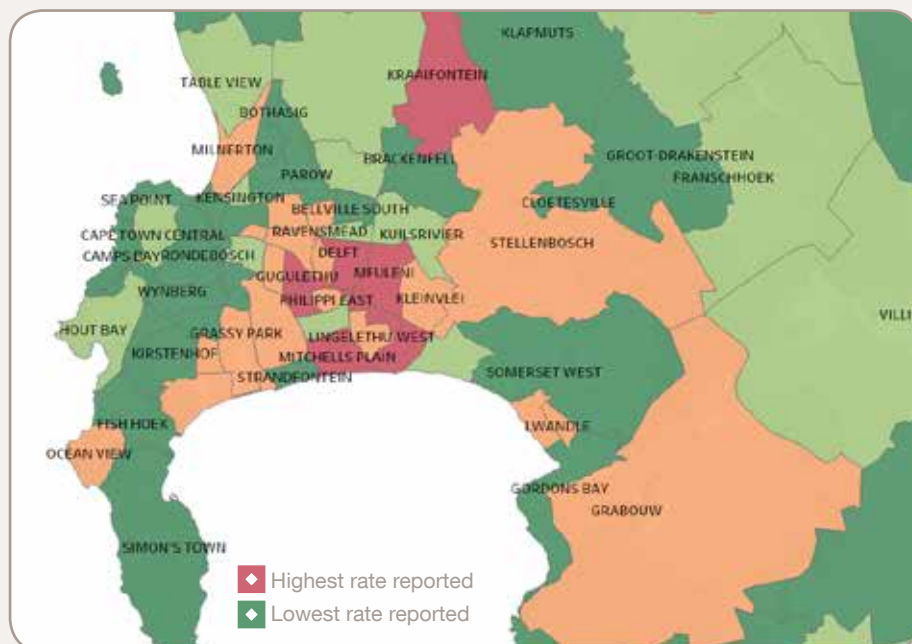 KLAPMUTS
KRAAIFONTEIN
TABLE VIEW
BOTHASIG
MILNERTON
BRACKENFELL
GROOT-DRAKENSTEIN
PAROW
FRANSCHHOEK
SEA POINT
KENSINGTON
CLOETESVILLE
BELLVILLE SOUTH
CAPE TOWN CENTRAL
RAVENSMEAD
KUILSRIVIER
STELLENBOSCH
CAMPS BAY
RONDEBOSCH
DELFT
GUGULETHU
MFULENI
WYNBERG
PHILIPPI EAST
KLEINVLEI
VILLI
HOUT BAY
GRASSY PARK
LINGELETHU-WEST
KIRSTENHOF
MITCHELLS PLAIN
STRANDFONTEIN
SOMERSET WEST
FISH HOEK
LWANDLE
OCEAN VIEW
GORDONS BAY
GRABOUW
SIMON'S TOWN
Highest rate reported
Lowest rate reported